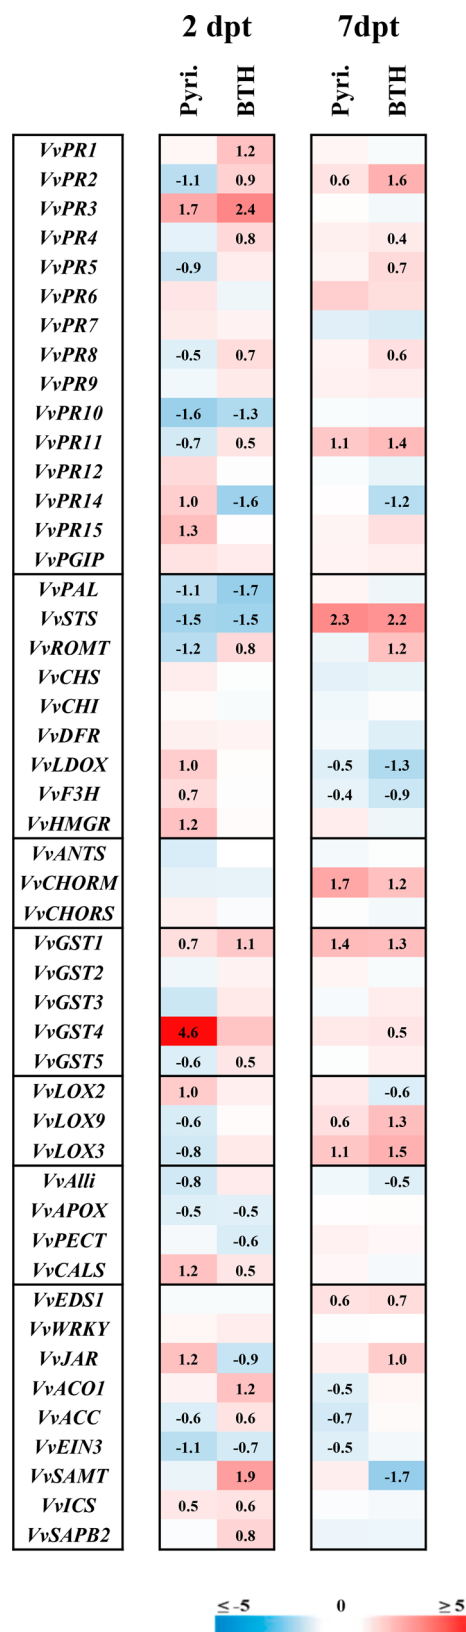 2 dpt 7dpt
Pyri. BTH Pyri. BTH
VvPR1 1.2
VvPR2 -1.1 0.9 0.6 1.6
VvPR3 1.7 2.4
VvPR4 0.8 0.4
VvPR5 -0.9 0.7
VvPR6
VvPR7
VvPR8 -0.5 0.7 0.6
VvPR9
VvPR10 -1.6 -1.3
VvPR11 -0.7 0.5 1.1 1.4
VvPR12
VvPR14 1.0 -1.6 -1.2
VvPR15 1.3
VvPGIP
VvPAL -1.1 -1.7
VvSTS -1.5 -1.5 2.3 2.2
VvROMT -1.2 0.8 1.2
VvCHS
VvCHI
VvDFR
VvLDOX 1.0 -0.5 -1.3
VvF3H 0.7 -0.4 -0.9
VvHMGR 1.2
VvANTS
VvCHORM 1.7 1.2
VvCHORS
VvGST1 0.7 1.1 1.4 1.3
VvGST2
VvGST3
VvGST4 4.6 0.5
VvGST5 -0.6 0.5
VvLOX2 1.0 -0.6
VvLOX9 -0.6 0.6 1.3
VvLOX3 -0.8 1.1 1.5
VvAlli -0.8 -0.5
VvAPOX -0.5 -0.5
VvPECT -0.6
VvCALS 1.2 0.5
VvEDS1 0.6 0.7
VvWRKY
VvJAR 1.2 -0.9 1.0
VvACO1 1.2 -0.5
VvACC -0.6 0.6 -0.7
VvEIN3 -1.1 -0.7 -0.5
VvSAMT 1.9 -1.7
VvICS 0.5 0.6
VvSAPB2 0.8
≤ -5 0 ≥ 5